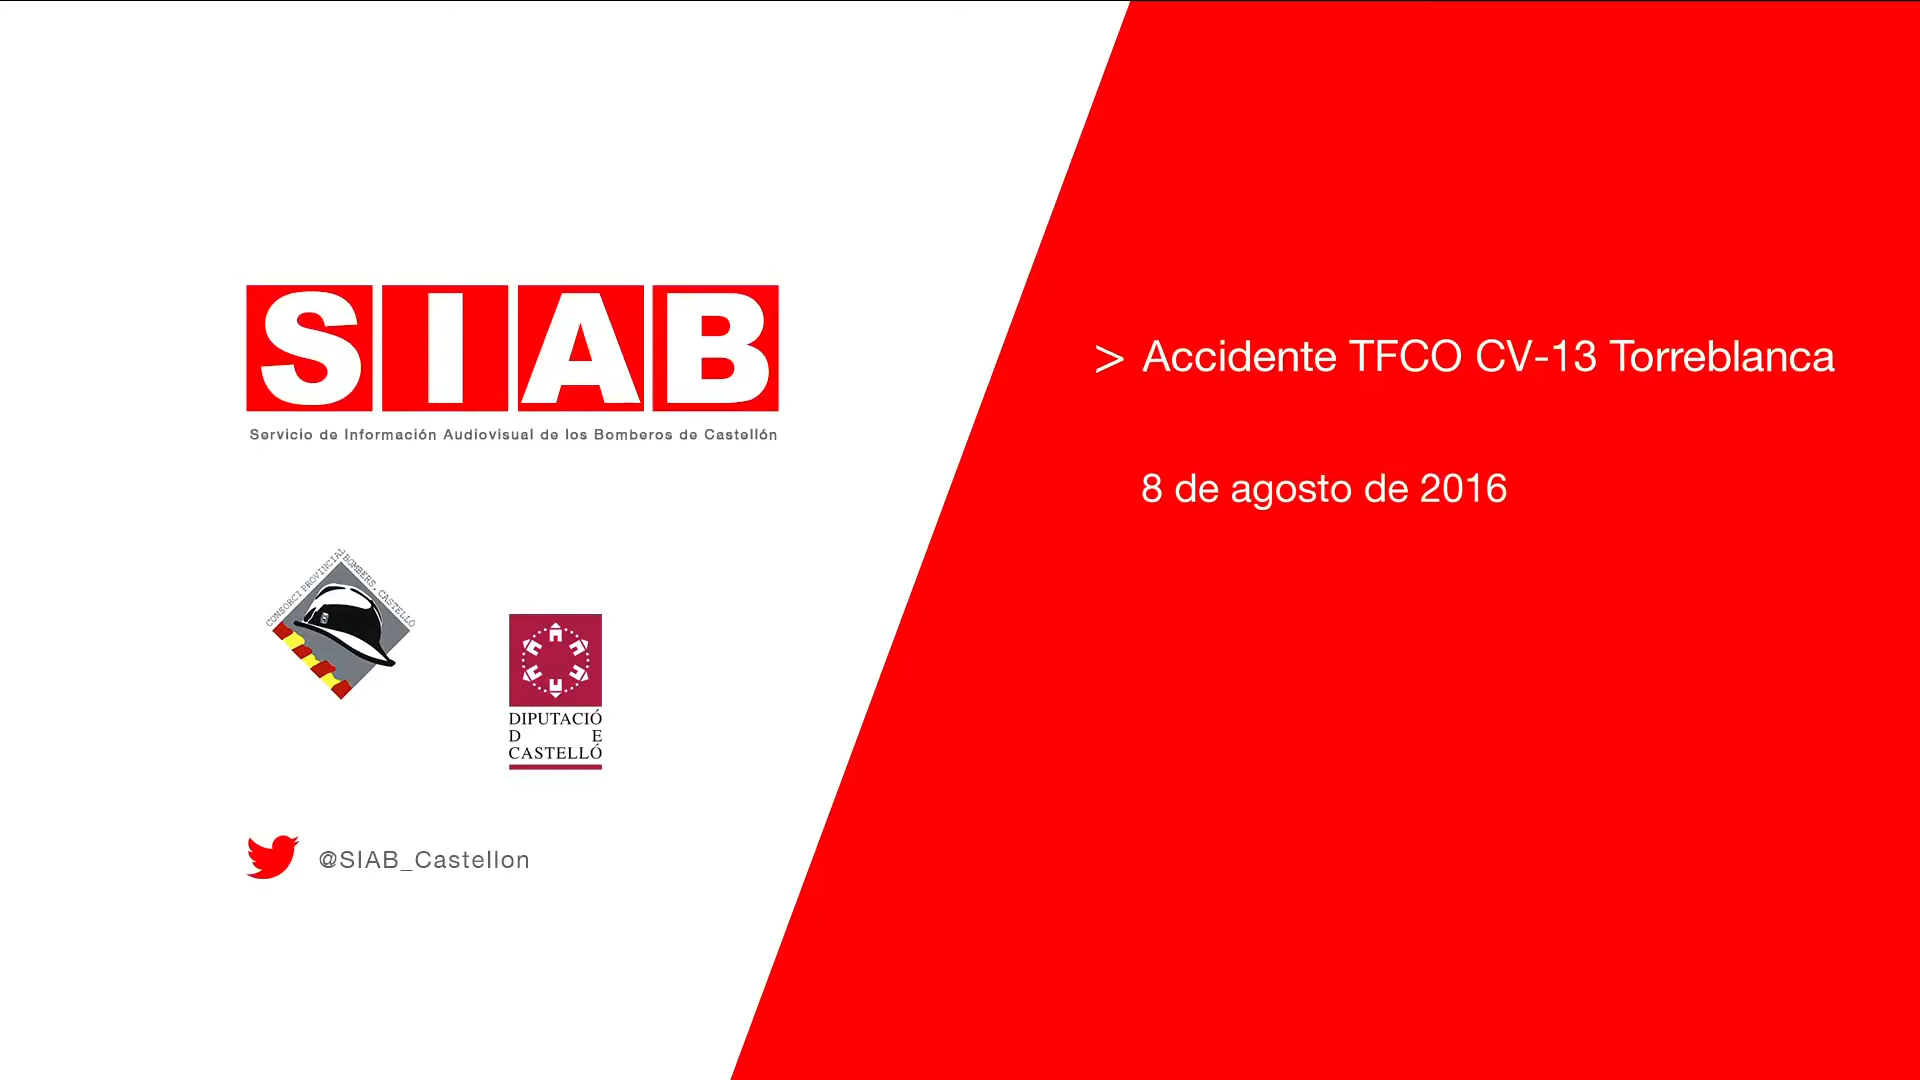 SIAB
Servicio de Información Audiovisual de los Bomberos de Castellón
CONSORCI PROVINCIAL BOMBERS. CASTELLÓ
DIPUTACIÓ
D E
CASTELLÓ
@SIAB_Castellon
> Accidente TFCO CV-13 Torreblanca
8 de agosto de 2016